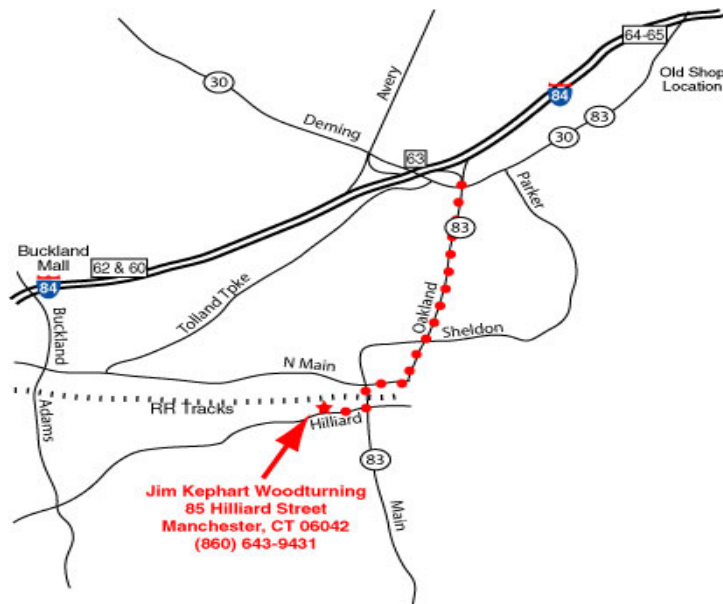 64-65
Old Shop
Location
30
Avery
84
Deming
83
30
63
Parker
83
Buckland
Mall
62 & 60
84
Tolland Tpke
Oakland
Sheldon
Buckland
N Main
RR Tracks
Adams
Hilliard
83
Main
Jim Kephart Woodturning
85 Hilliard Street
Manchester, CT 06042
(860) 643-9431